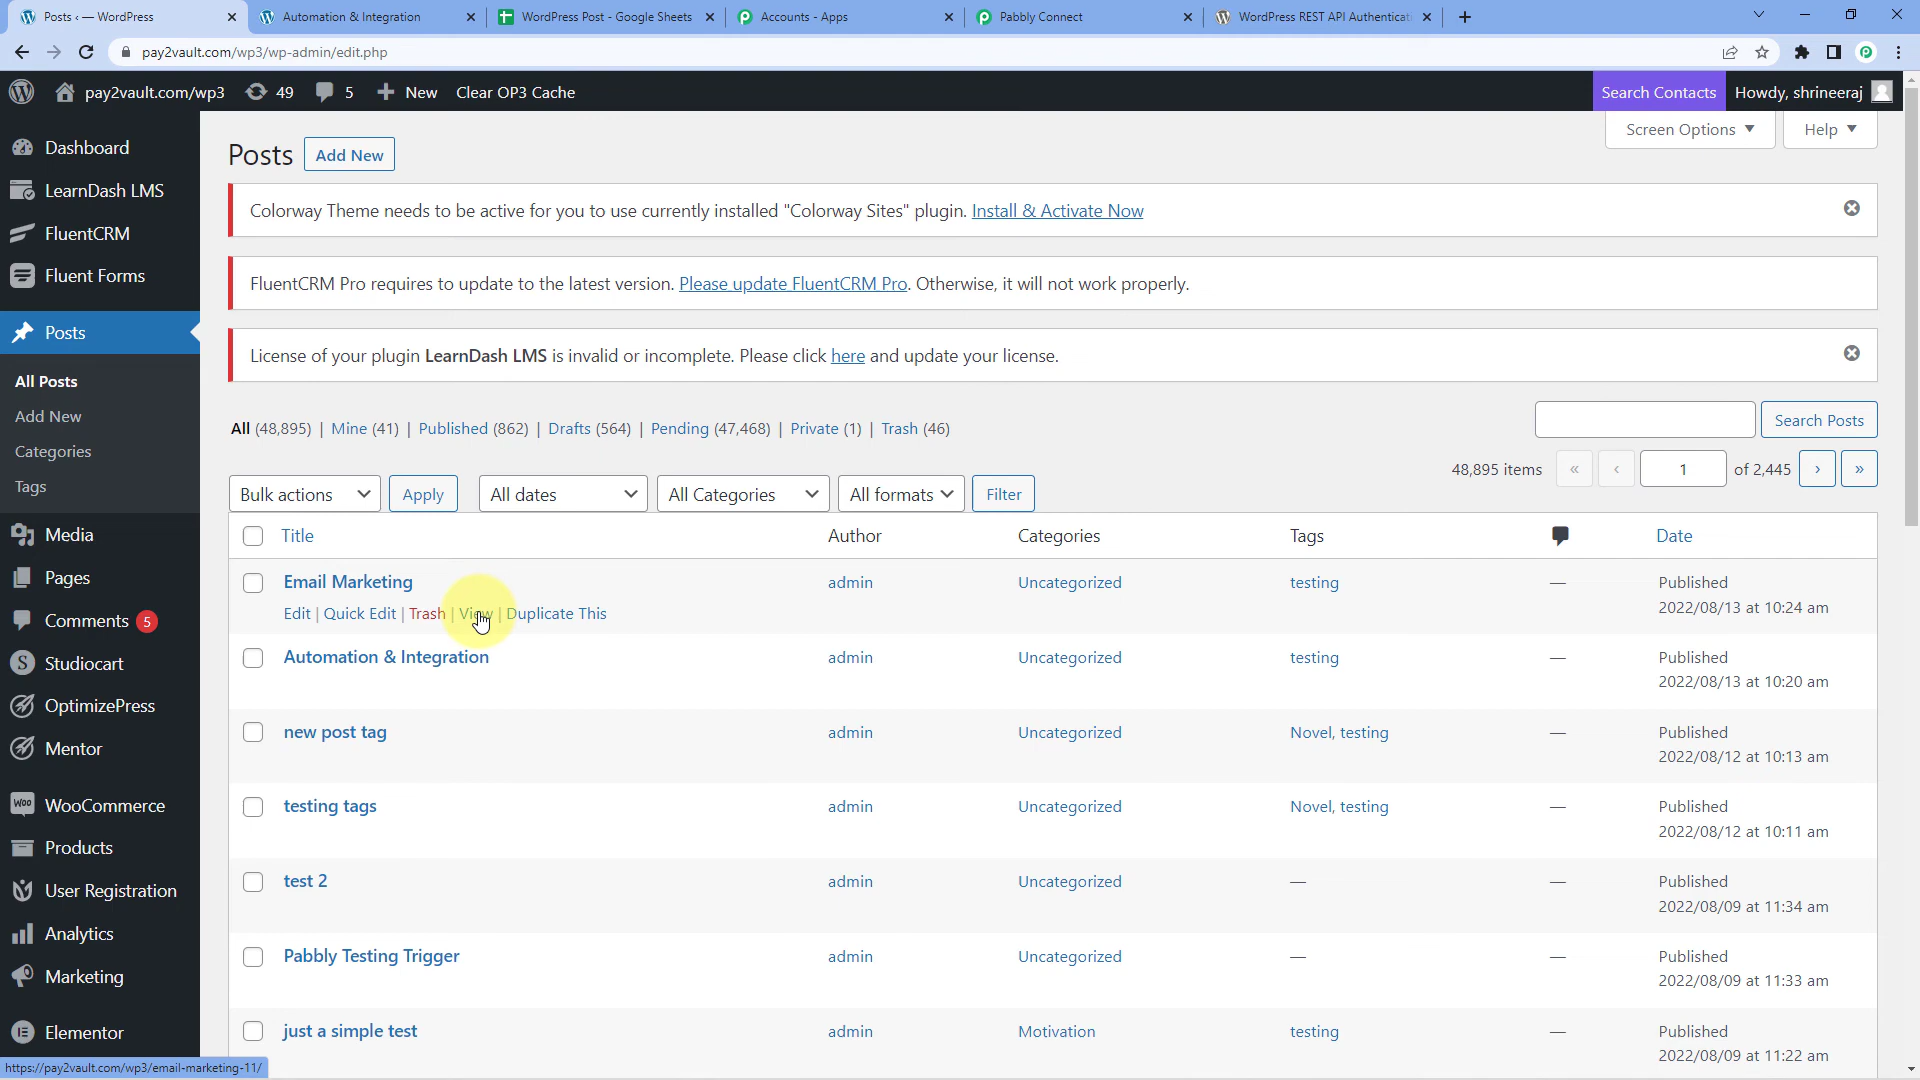 Posts ‹ — WordPress
Automation & Integration
WordPress Post - Google Sheets
Accounts - Apps
Pabbly Connect
WordPress REST API Authenticati
pay2vault.com/wp3/wp-admin/edit.php
pay2vault.com/wp3 49 5 New Clear OP3 Cache
Search Contacts Howdy, shrineeraj
Dashboard
LearnDash LMS
FluentCRM
Fluent Forms
Posts
All Posts
Add New
Categories
Tags
Media
Pages
Comments 5
Studiocart
OptimizePress
Mentor
WooCommerce
Products
User Registration
Analytics
Marketing
Elementor
Screen Options Help
Posts Add New
Colorway Theme needs to be active for you to use currently installed "Colorway Sites" plugin. Install & Activate Now
FluentCRM Pro requires to update to the latest version. Please update FluentCRM Pro. Otherwise, it will not work properly.
License of your plugin LearnDash LMS is invalid or incomplete. Please click here and update your license.
All (48,895) | Mine (41) | Published (862) | Drafts (564) | Pending (47,468) | Private (1) | Trash (46)
Search Posts
48,895 items « ‹ 1 of 2,445 › »
Bulk actions Apply All dates All Categories All formats Filter
Title Author Categories Tags Date
Email Marketing admin Uncategorized testing — Published
Edit | Quick Edit | Trash | View | Duplicate This 2022/08/13 at 10:24 am
Automation & Integration admin Uncategorized testing — Published
2022/08/13 at 10:20 am
new post tag admin Uncategorized Novel, testing — Published
2022/08/12 at 10:13 am
testing tags admin Uncategorized Novel, testing — Published
2022/08/12 at 10:11 am
test 2 admin Uncategorized — — Published
2022/08/09 at 11:34 am
Pabbly Testing Trigger admin Uncategorized — — Published
2022/08/09 at 11:33 am
just a simple test admin Motivation testing — Published
2022/08/09 at 11:22 am
https://pay2vault.com/wp3/email-marketing-11/